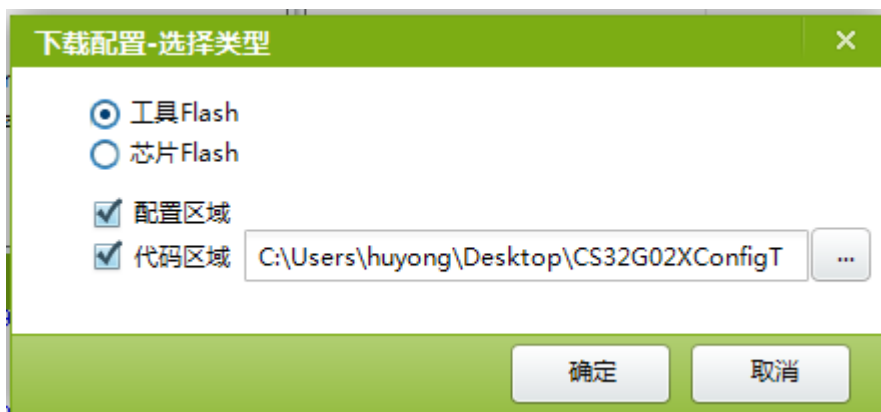 下载配置-选择类型
工具Flash
芯片Flash
配置区域
代码区域 C:\Users\huyong\Desktop\CS32G02XConfigT ...
确定 取消